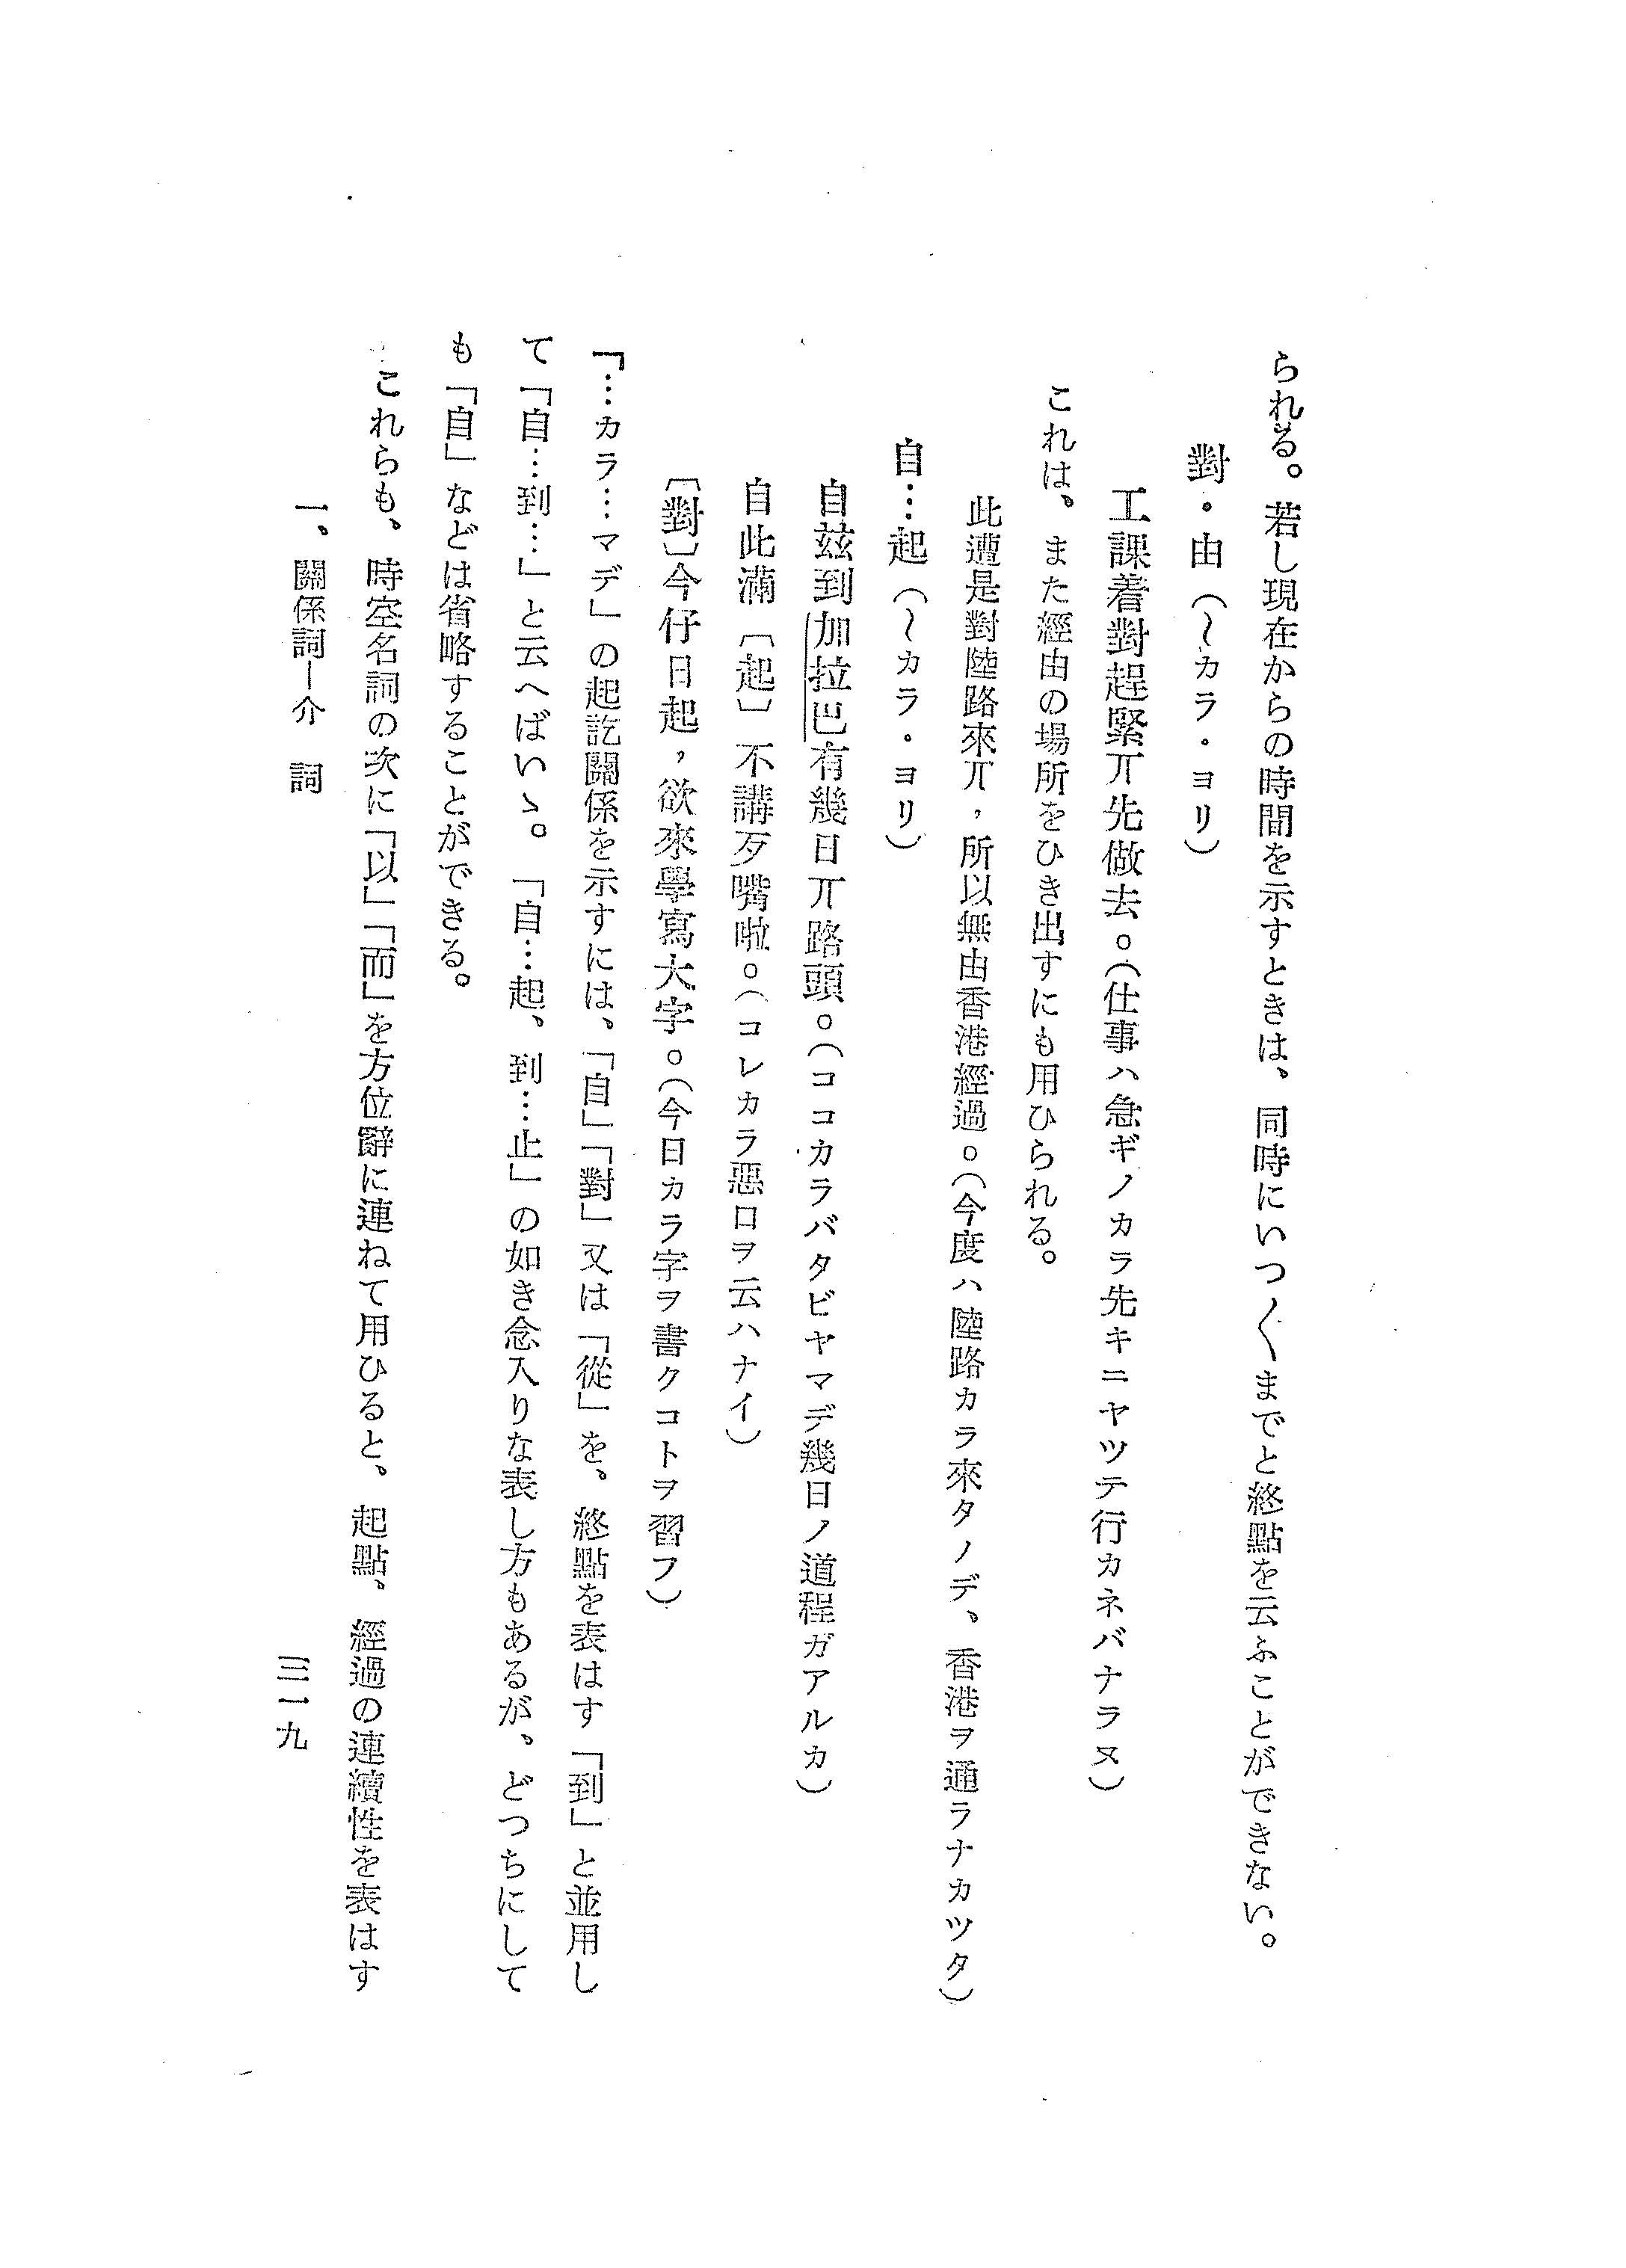 られる。若し現在からの時間を示すときは、同時にいつ〱までと終點を云ふことができない。
對・由（〜カラ・ヨリ）
工課着對趕緊丌先做去。（仕事ハ急ギノカラ先キニヤツテ行カネバナラヌ）
これは、また經由の場所をひき出すにも用ひられる。
此遭是對陸路來丌，所以無由香港經過。（今度ハ陸路カラ來タノデ、香港ヲ通ラナカツタ）
自…起（〜カラ・ヨリ）
自玆到加拉巴有幾日丌路頭。（ココカラバタビヤマデ幾日ノ道程ガアルカ）
自此滿〔起〕不講歹嘴啦。（コレカラ惡口ヲ云ハナイ）
〔對〕今仔日起，欲來學寫大字。（今日カラ字ヲ書クコトヲ習フ）
「…カラ…マデ」の起訖關係を示すには、「自」「對」又は「從」を、終點を表はす「到」と並用し
て「自…到…」と云へばいゝ。「自…起、到…止」の如き念入りな表し方もあるが、どつちにして
も「自」などは省略することができる。
これらも、時空名詞の次に「以」「而」を方位辭に連ねて用ひると、起點、經過の連續性を表はす
一、關係詞―介　詞
三一九